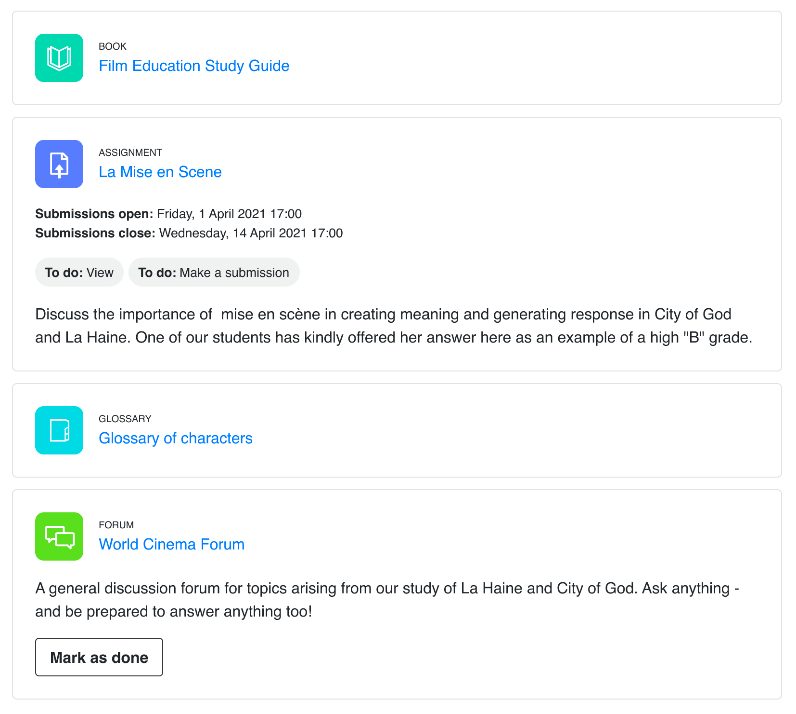 BOOK
Film Education Study Guide
ASSIGNMENT
La Mise en Scene
Submissions open: Friday, 1 April 2021 17:00
Submissions close: Wednesday, 14 April 2021 17:00
To do: View To do: Make a submission
Discuss the importance of  mise en scène in creating meaning and generating response in City of God
and La Haine. One of our students has kindly offered her answer here as an example of a high "B" grade.
GLOSSARY
Glossary of characters
FORUM
World Cinema Forum
A general discussion forum for topics arising from our study of La Haine and City of God. Ask anything -
and be prepared to answer anything too!
Mark as done